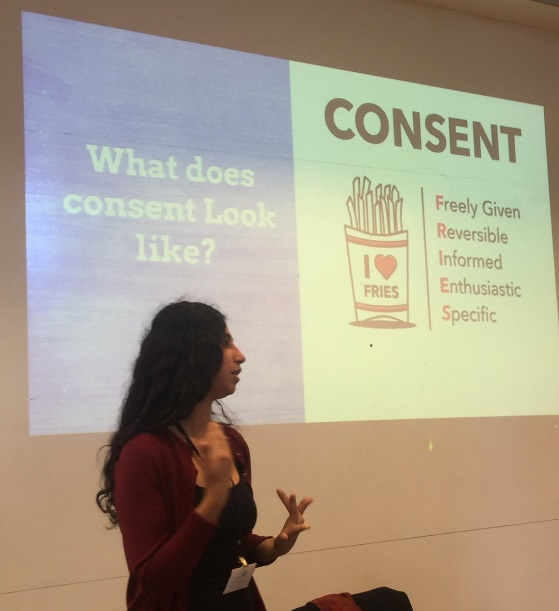 What does
consent Look
like?
CONSENT
I ❤
FRIES
Freely Given
Reversible
Informed
Enthusiastic
Specific